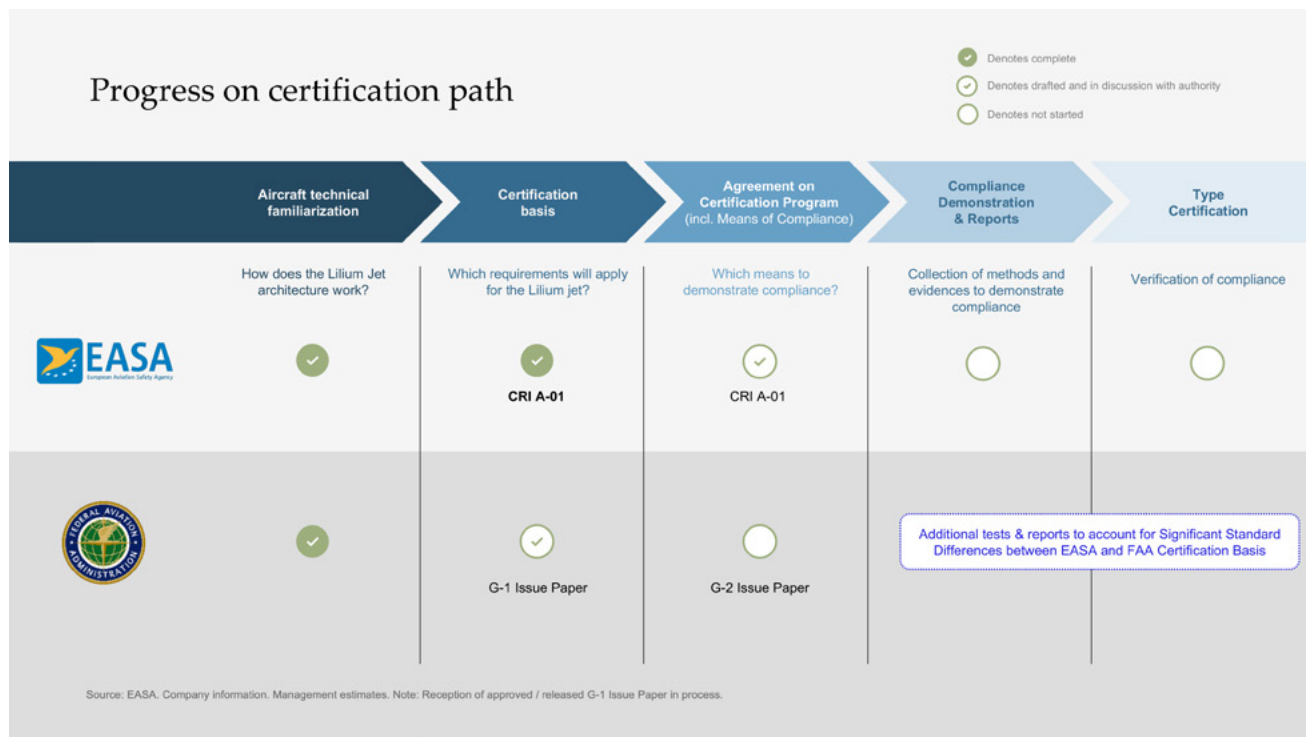 Progress on certification path
Denotes complete
Denotes drafted and in discussion with authority
Denotes not started
Aircraft technical
familiarization
Certification
basis
Agreement on
Certification Program
(incl. Means of Compliance)
Compliance
Demonstration
& Reports
Type
Certification
How does the Lilium Jet
architecture work?
Which requirements will apply
for the Lilium jet?
Which means to
demonstrate compliance?
Collection of methods and
evidences to demonstrate
compliance
Verification of compliance
EASA
European Aviation Safety Agency
CRI A-01
CRI A-01
FEDERAL AVIATION
ADMINISTRATION
G-1 Issue Paper
G-2 Issue Paper
Additional tests & reports to account for Significant Standard
Differences between EASA and FAA Certification Basis
Source: EASA. Company information. Management estimates. Note: Reception of approved / released G-1 Issue Paper in process.